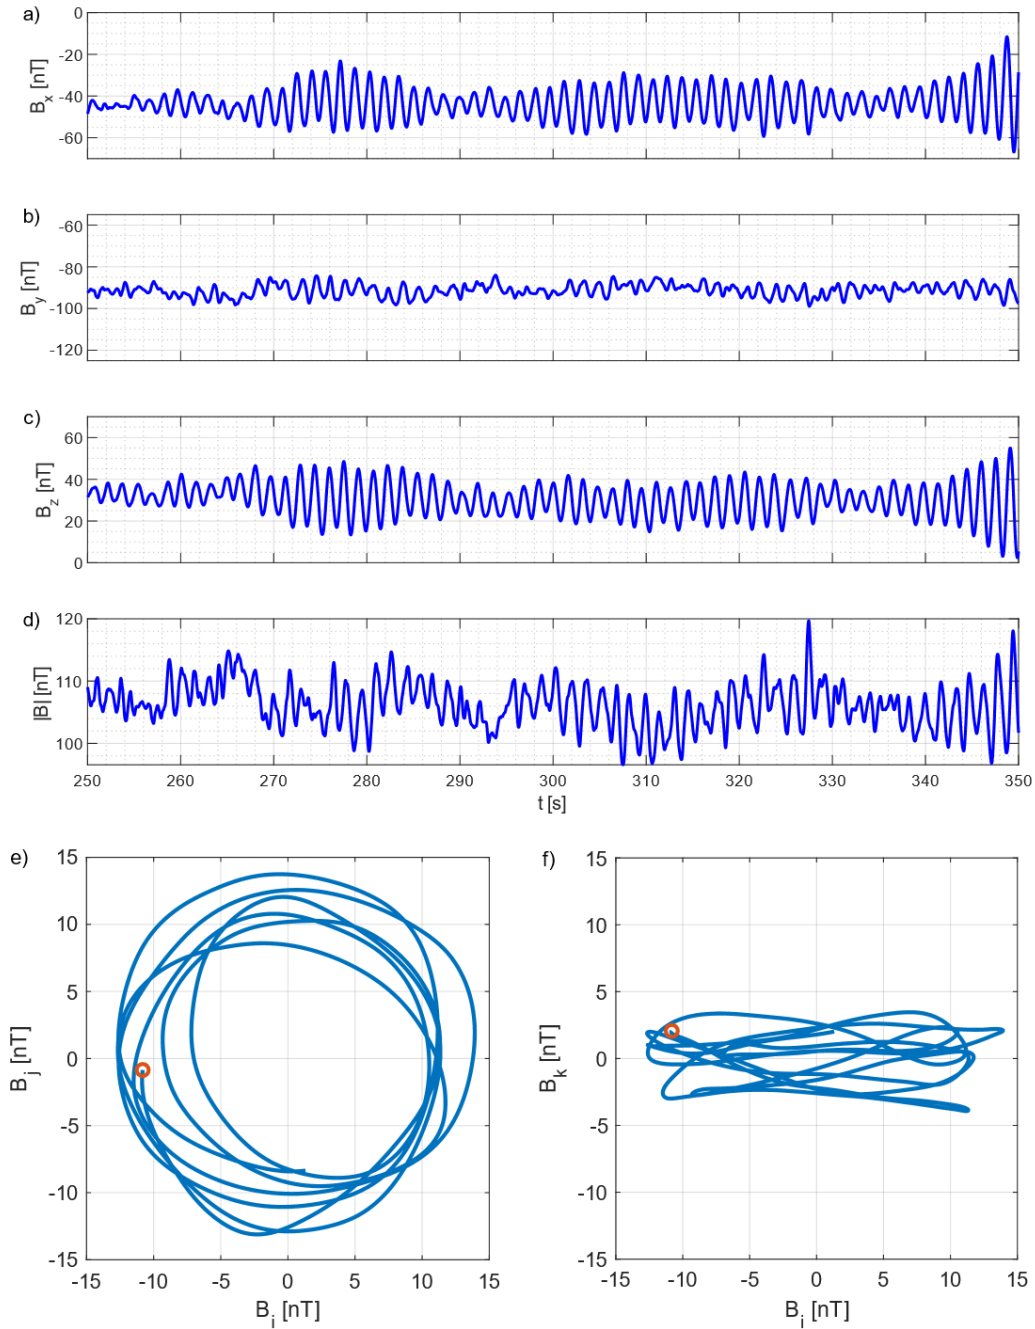 a)
0
-20
-40
-60
B_x [nT]
b)
-60
-80
-100
-120
B_y [nT]
c)
60
40
20
0
B_z [nT]
d)
120
110
100
|B| [nT]
250 260 270 280 290 300 310 320 330 340 350
t [s]
e)
15
10
5
0
-5
-10
-15
B_j [nT]
-15 -10 -5 0 5 10 15
B_i [nT]
f)
15
10
5
0
-5
-10
-15
B_k [nT]
-15 -10 -5 0 5 10 15
B_i [nT]